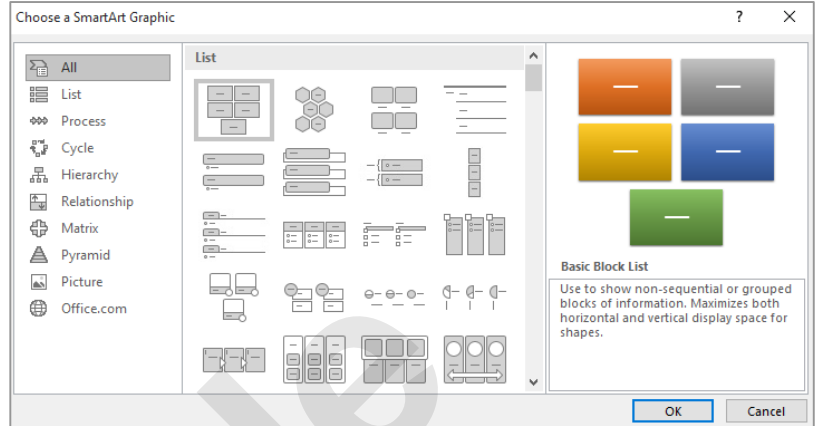 Choose a SmartArt Graphic
?
All
List
Process
Cycle
Hierarchy
Relationship
Matrix
Pyramid
Picture
Office.com
List
Basic Block List
Use to show non-sequential or grouped
blocks of information. Maximizes both
horizontal and vertical display space for
shapes.
OK
Cancel